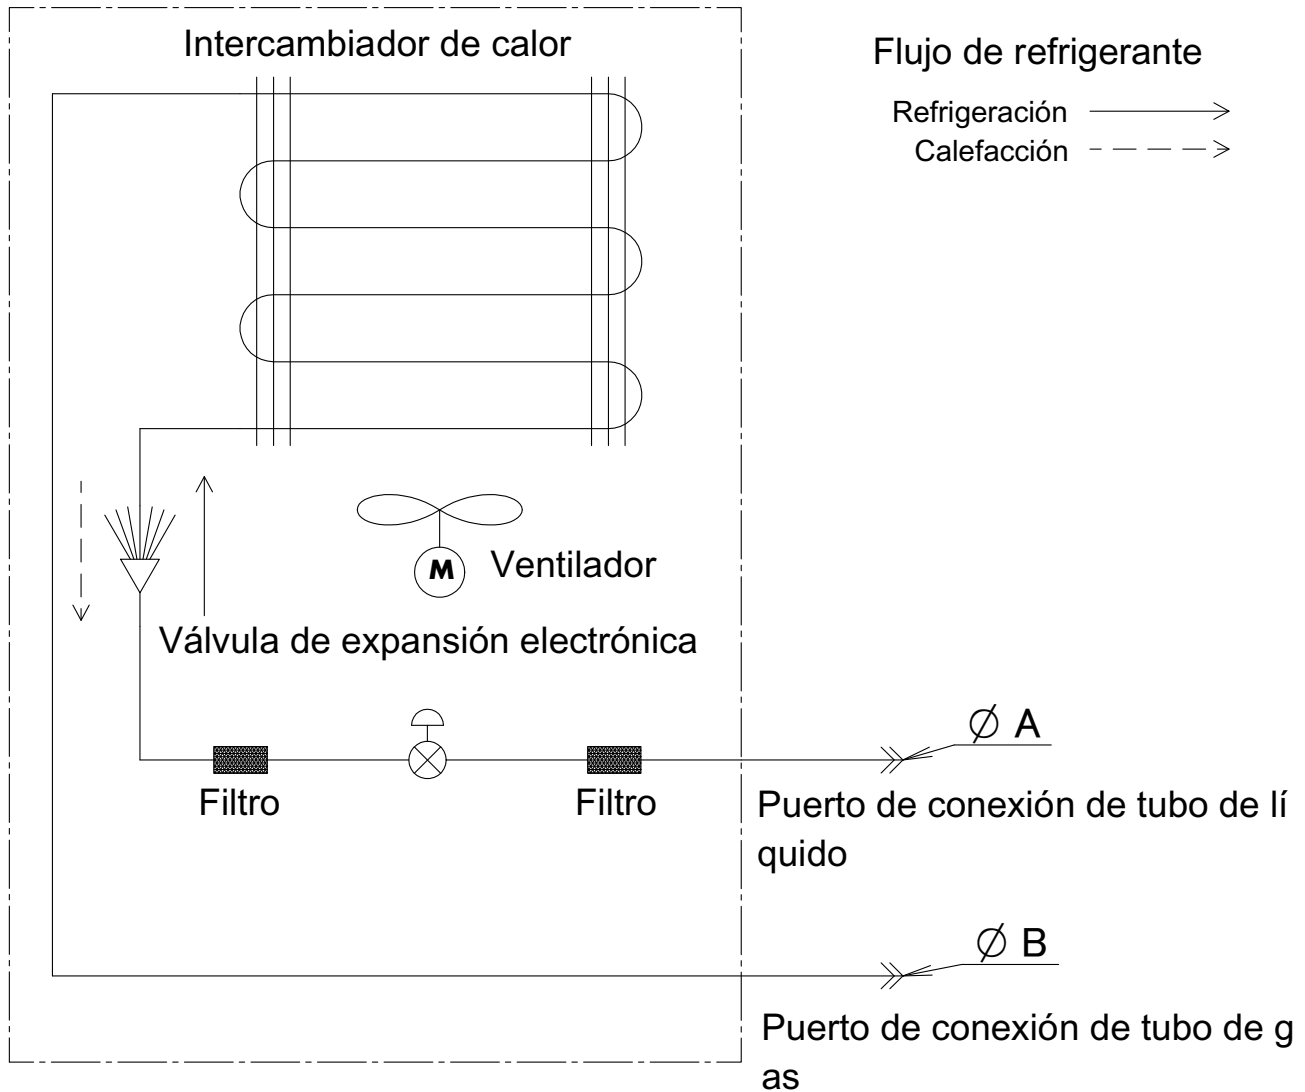 Intercambiador de calor
Flujo de refrigerante
Refrigeración
Calefacción
M
Ventilador
Válvula de expansión electrónica
Filtro
Filtro
∅ A
Puerto de conexión de tubo de lí
quido
∅ B
Puerto de conexión de tubo de g
as